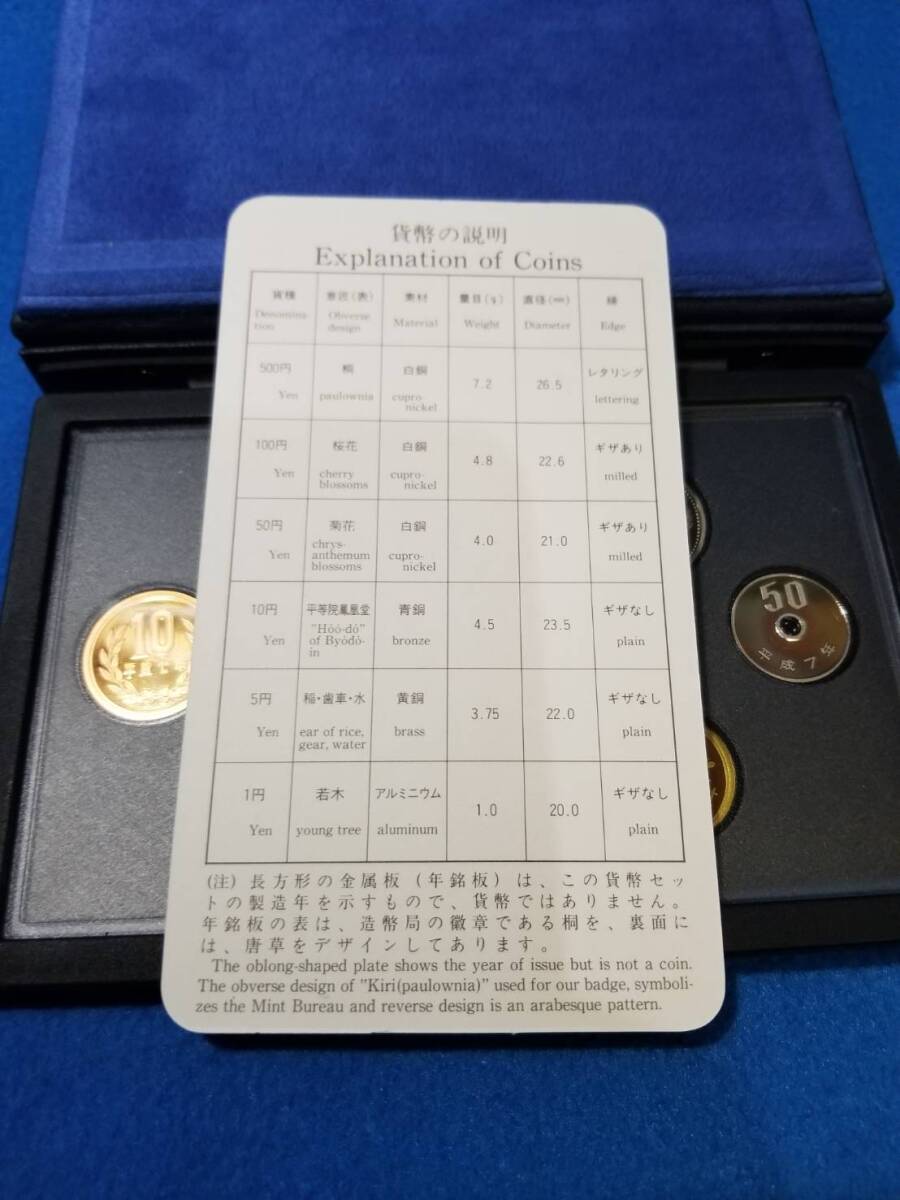 貨幣の説明
Explanation of Coins
貨種 意匠(表) 素材 量目(g) 直径(mm) 縁
Denomina- Obverse Material Weight Diameter Edge
tion design
500円 桐 白銅 7.2 26.5 レタリング
Yen paulownia cupro- lettering
nickel
100円 桜花 白銅 4.8 22.6 ギザあり
Yen cherry cupro- milled
blossoms nickel
50円 菊花 白銅 4.0 21.0 ギザあり
Yen chrys- cupro- milled
anthemum nickel
blossoms
10円 平等院鳳凰堂 青銅 4.5 23.5 ギザなし
Yen "Hóó-dó" bronze plain
of Byódó-
in
5円 稲・歯車・水 黄銅 3.75 22.0 ギザなし
Yen ear of rice, brass plain
gear, water
1円 若木 アルミニウム 1.0 20.0 ギザなし
Yen young tree aluminum plain
(注) 長方形の金属板(年銘板)は、この貨幣セッ
トの製造年を示すもので、貨幣ではありません。
年銘板の表は、造幣局の徽章である桐を、裏面に
は、唐草をデザインしてあります。
The oblong-shaped plate shows the year of issue but is not a coin.
The obverse design of "Kiri(paulownia)" used for our badge, symboli-
zes the Mint Bureau and reverse design is an arabesque pattern.
10
50
平成7年